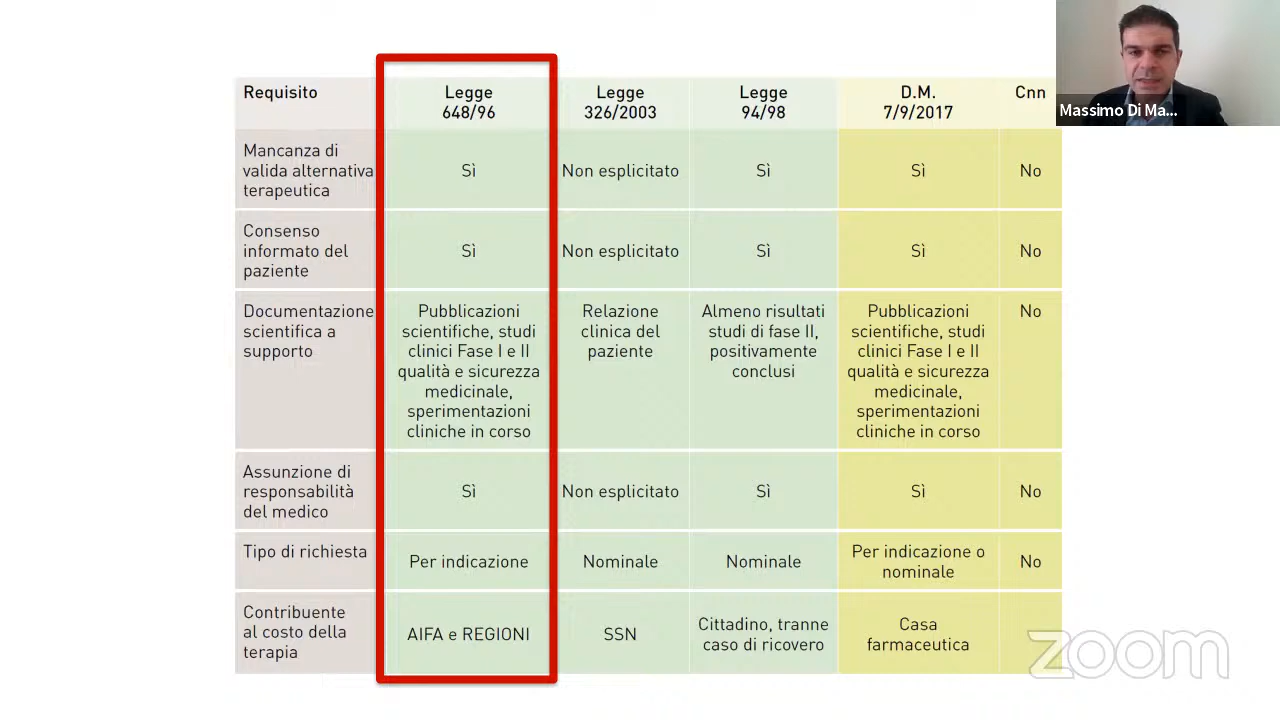 Requisito
Legge
648/96
Legge
326/2003
Legge
94/98
D.M.
7/9/2017
Cnn
Mancanza di
valida alternativa
terapeutica
Sì
Non esplicitato
Sì
Sì
No
Consenso
informato del
paziente
Sì
Non esplicitato
Sì
Sì
No
Documentazione
scientifica a
supporto
Pubblicazioni
scientifiche, studi
clinici Fase I e II
qualità e sicurezza
medicinale,
sperimentazioni
cliniche in corso
Relazione
clinica del
paziente
Almeno risultati
studi di fase II,
positivamente
conclusi
Pubblicazioni
scientifiche, studi
clinici Fase I e II
qualità e sicurezza
medicinale,
sperimentazioni
cliniche in corso
No
Assunzione di
responsabilità
del medico
Sì
Non esplicitato
Sì
Sì
No
Tipo di richiesta
Per indicazione
Nominale
Nominale
Per indicazione o
nominale
No
Contribuente
al costo della
terapia
AIFA e REGIONI
SSN
Cittadino, tranne
caso di ricovero
Casa
farmaceutica
Massimo Di Ma...
zoom